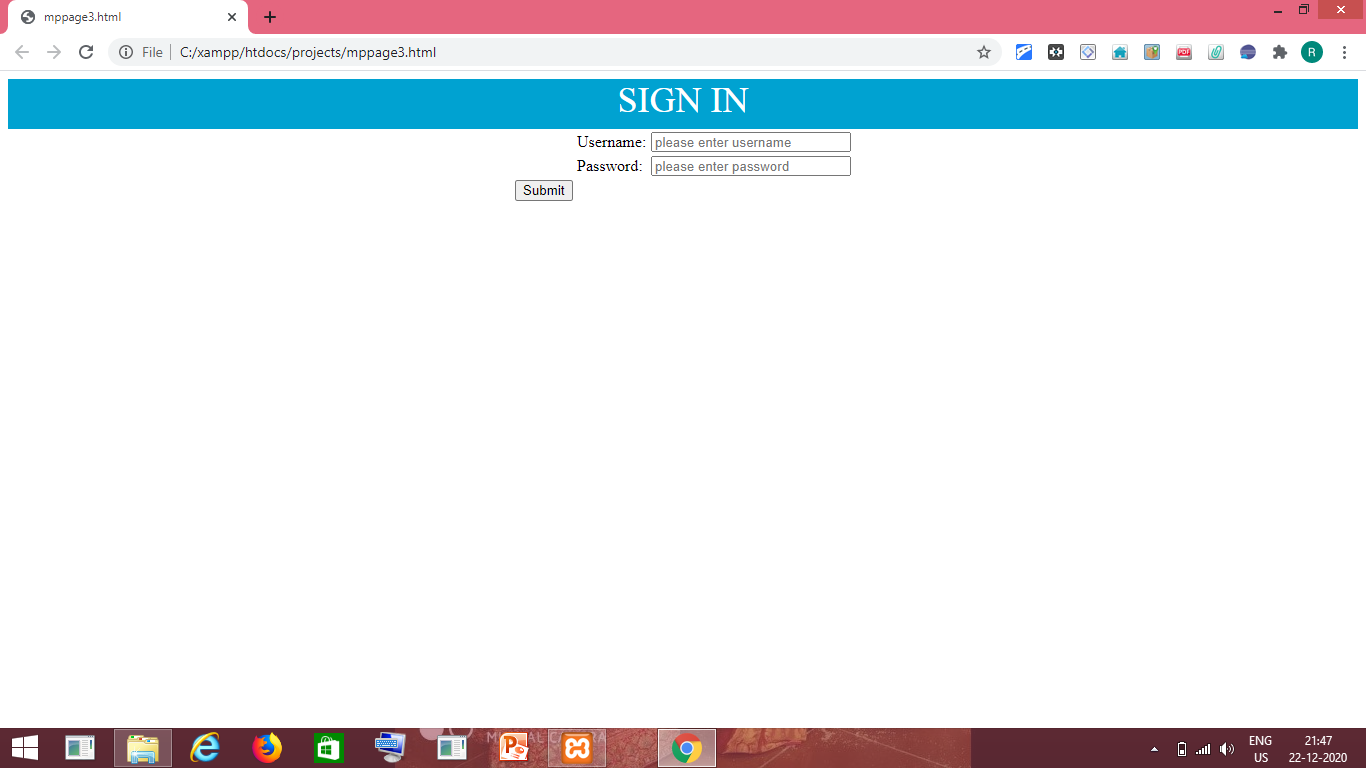 mppage3.html
File
C:/xampp/htdocs/projects/mppage3.html
R
SIGN IN
Username: please enter username
Password: please enter password
Submit
ENG 21:47
US 22-12-2020